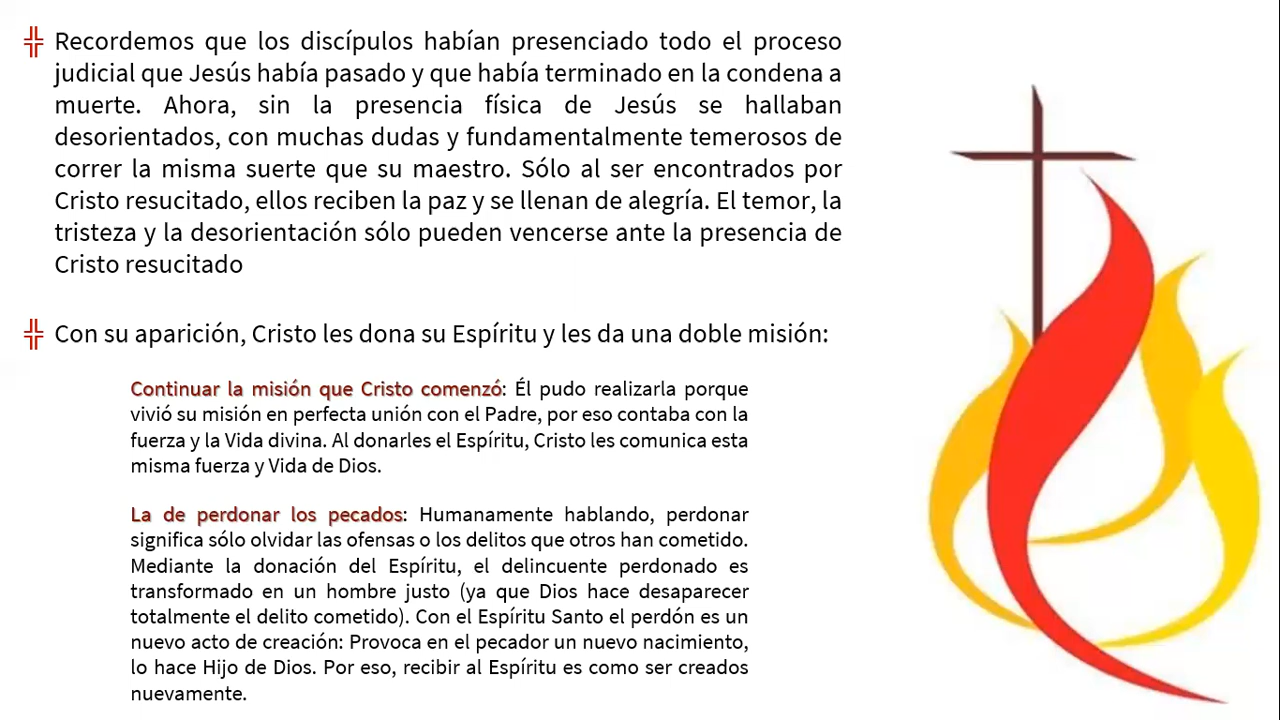 Recordemos que los discípulos habían presenciado todo el proceso
judicial que Jesús había pasado y que había terminado en la condena a
muerte. Ahora, sin la presencia física de Jesús se hallaban
desorientados, con muchas dudas y fundamentalmente temerosos de
correr la misma suerte que su maestro. Sólo al ser encontrados por
Cristo resucitado, ellos reciben la paz y se llenan de alegría. El temor, la
tristeza y la desorientación sólo pueden vencerse ante la presencia de
Cristo resucitado
Con su aparición, Cristo les dona su Espíritu y les da una doble misión:
Continuar la misión que Cristo comenzó: Él pudo realizarla porque
vivió su misión en perfecta unión con el Padre, por eso contaba con la
fuerza y la Vida divina. Al donarles el Espíritu, Cristo les comunica esta
misma fuerza y Vida de Dios.
La de perdonar los pecados: Humanamente hablando, perdonar
significa sólo olvidar las ofensas o los delitos que otros han cometido.
Mediante la donación del Espíritu, el delincuente perdonado es
transformado en un hombre justo (ya que Dios hace desaparecer
totalmente el delito cometido). Con el Espíritu Santo el perdón es un
nuevo acto de creación: Provoca en el pecador un nuevo nacimiento,
lo hace Hijo de Dios. Por eso, recibir al Espíritu es como ser creados
nuevamente.